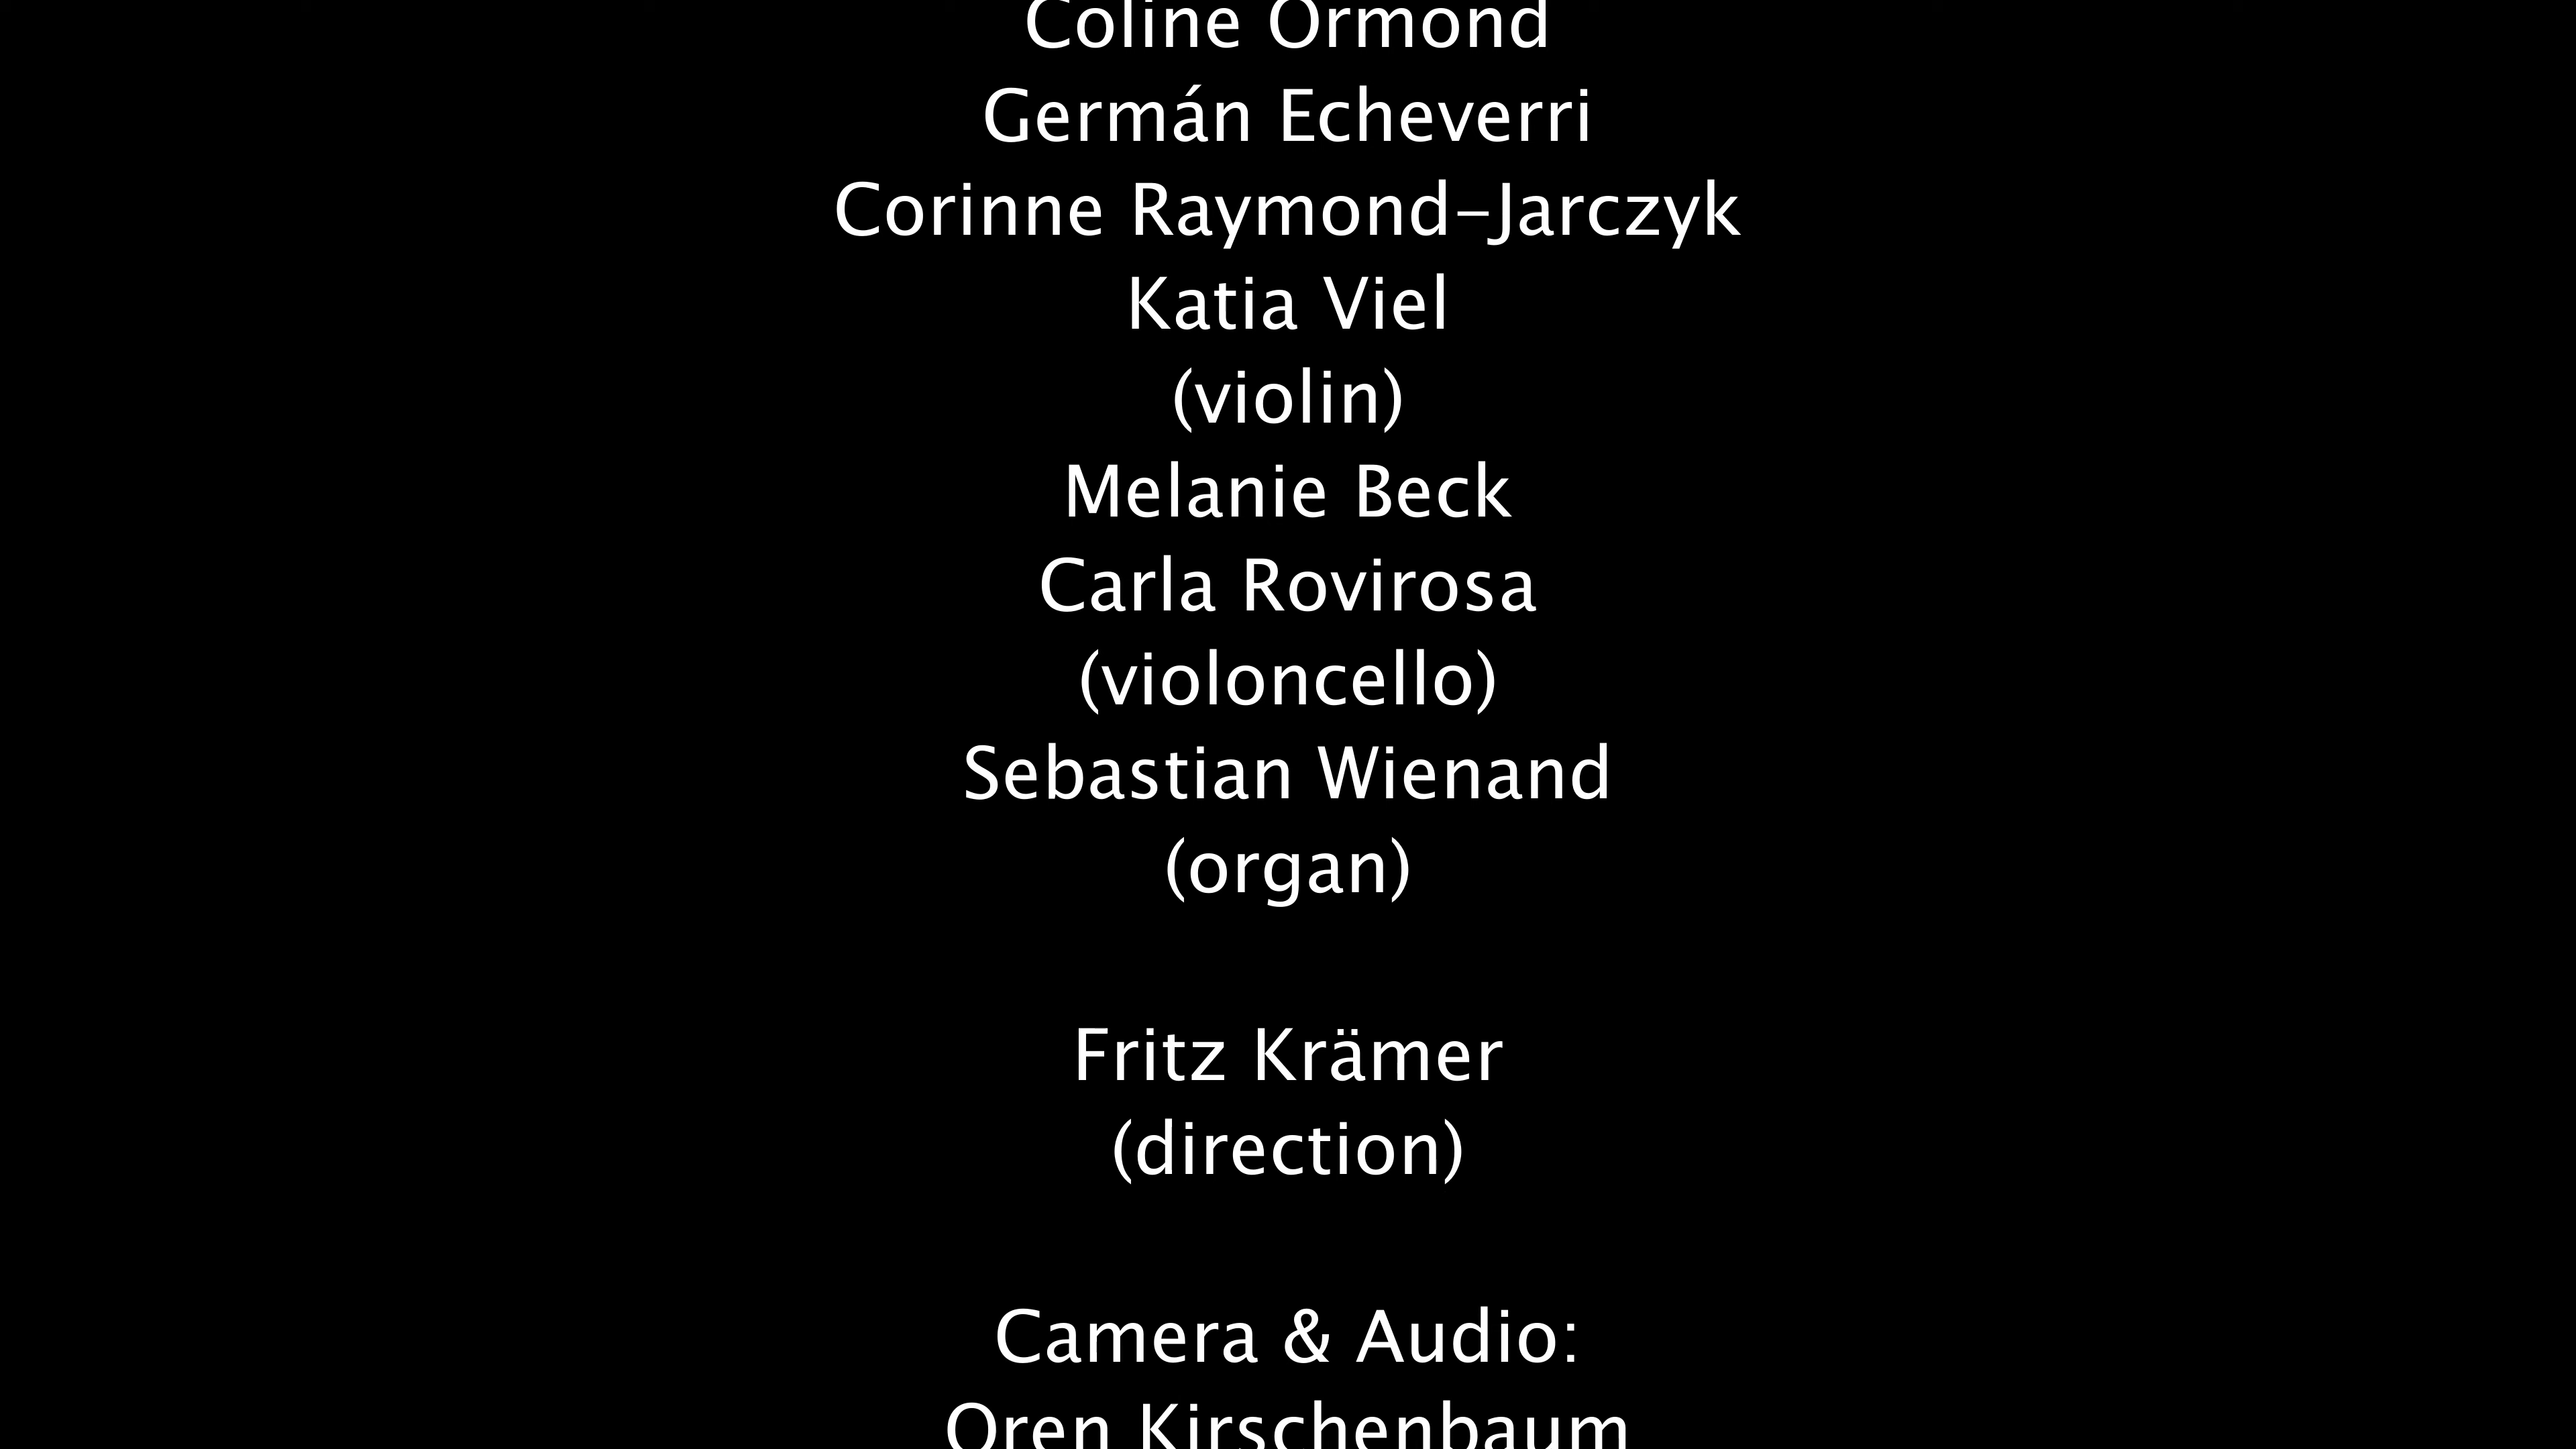 Coline Ormond
Germán Echeverri
Corinne Raymond-Jarczyk
Katia Viel
(violin)
Melanie Beck
Carla Rovirosa
(violoncello)
Sebastian Wienand
(organ)
Fritz Krämer
(direction)
Camera & Audio:
Oren Kirschenbaum